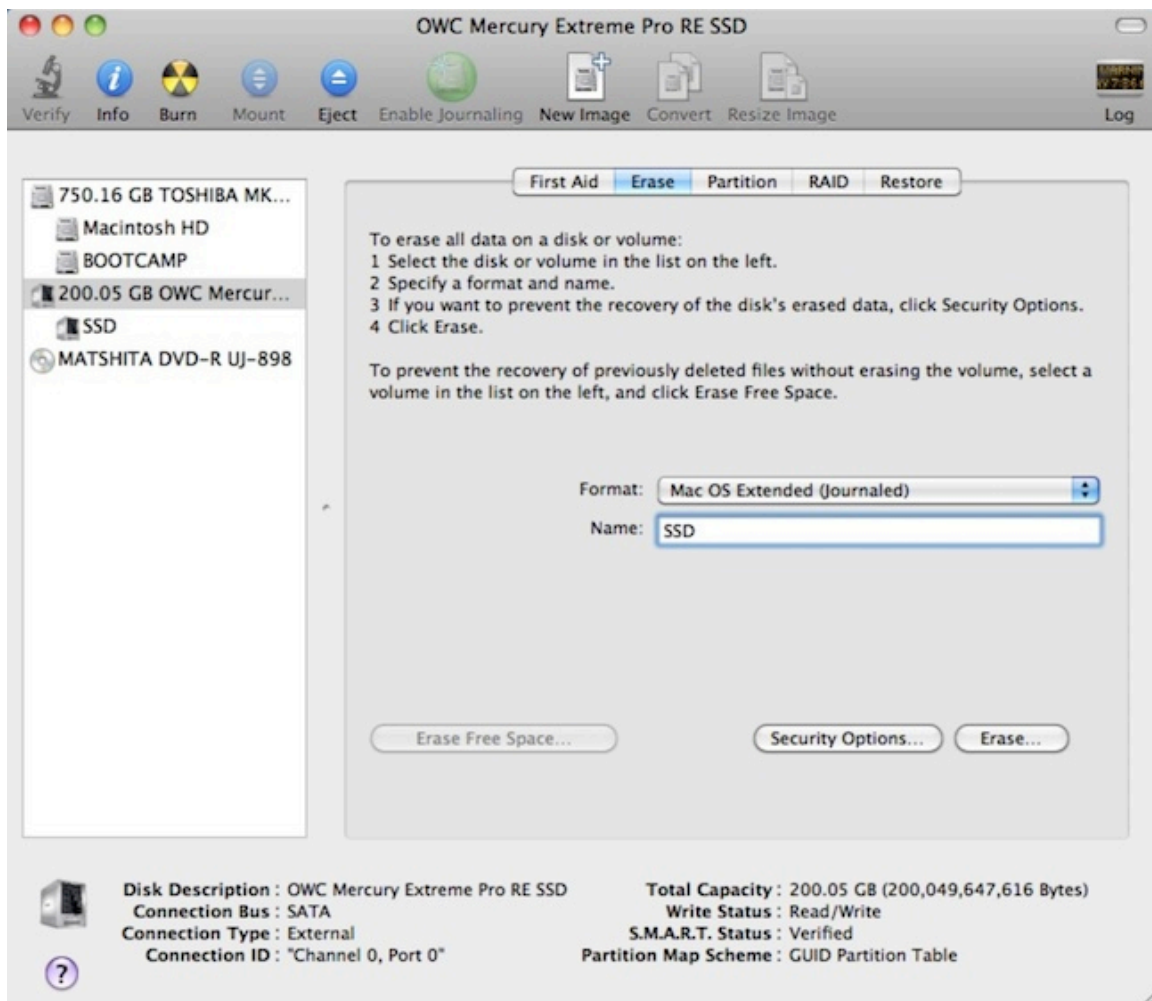 OWC Mercury Extreme Pro RE SSD
Verify Info Burn Mount Eject Enable Journaling New Image Convert Resize Image Log
First Aid Erase Partition RAID Restore
750.16 GB TOSHIBA MK...
Macintosh HD
BOOTCAMP
200.05 GB OWC Mercur...
SSD
MATSHITA DVD-R UJ-898
To erase all data on a disk or volume:
1 Select the disk or volume in the list on the left.
2 Specify a format and name.
3 If you want to prevent the recovery of the disk's erased data, click Security Options.
4 Click Erase.
To prevent the recovery of previously deleted files without erasing the volume, select a
volume in the list on the left, and click Erase Free Space.
Format: Mac OS Extended (Journaled)
Name: SSD
Erase Free Space... Security Options... Erase...
Disk Description : OWC Mercury Extreme Pro RE SSD
Connection Bus : SATA
Connection Type : External
Connection ID : "Channel 0, Port 0"
Total Capacity : 200.05 GB (200,049,647,616 Bytes)
Write Status : Read/Write
S.M.A.R.T. Status : Verified
Partition Map Scheme : GUID Partition Table
?